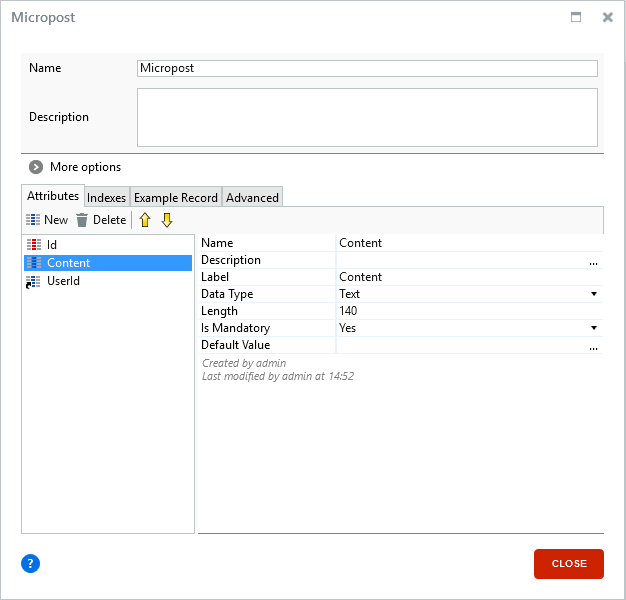 Micropost
Name Micropost
Description
More options
Attributes Indexes Example Record Advanced
New Delete
Id
Content
UserId
Name Content
Description ...
Label Content
Data Type Text
Length 140
Is Mandatory Yes
Default Value ...
Created by admin
Last modified by admin at 14:52
?
CLOSE